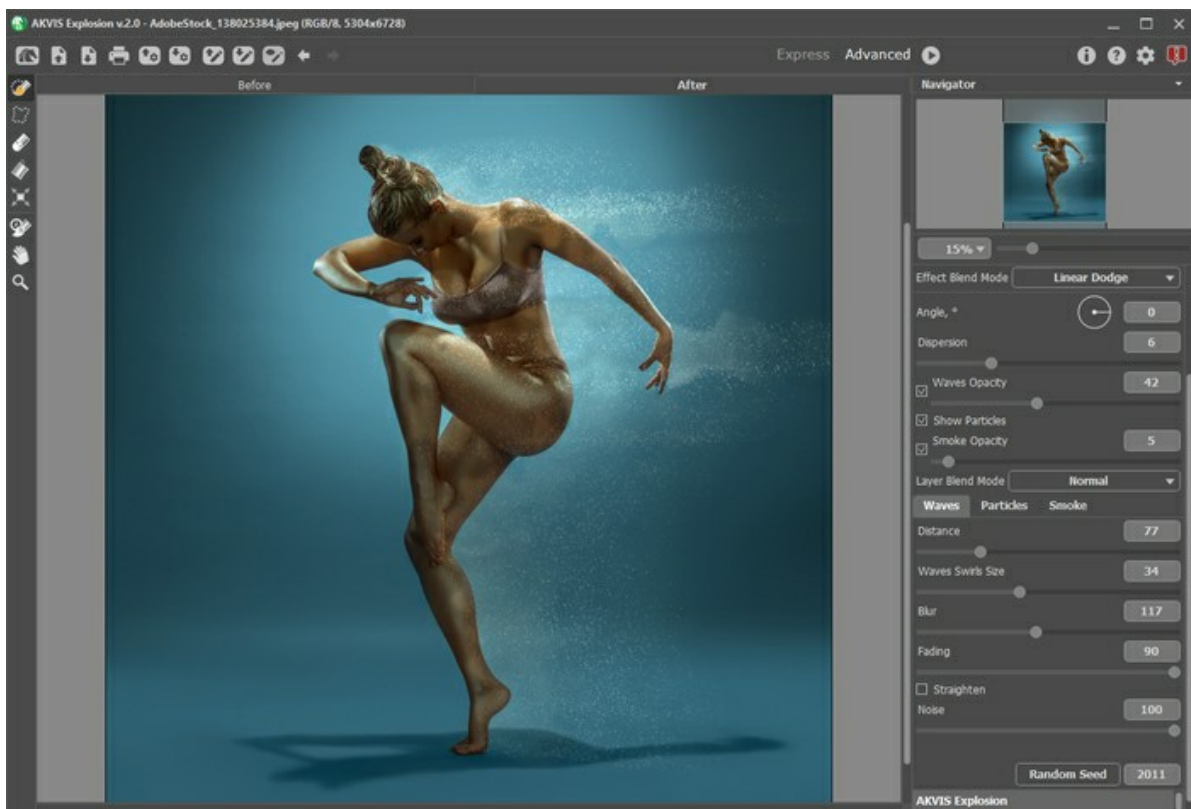 AKVIS Explosion v.2.0 - AdobeStock_138025384.jpeg (RGB/8, 5304x6728)
Express Advanced
Before After Navigator
15%
Effect Blend Mode Linear Dodge
Angle, ° 0
Dispersion 6
Waves Opacity 42
Show Particles
Smoke Opacity 5
Layer Blend Mode Normal
Waves Particles Smoke
Distance 77
Waves Swirls Size 34
Blur 117
Fading 90
Straighten
Noise 100
Random Seed 2011
AKVIS Explosion